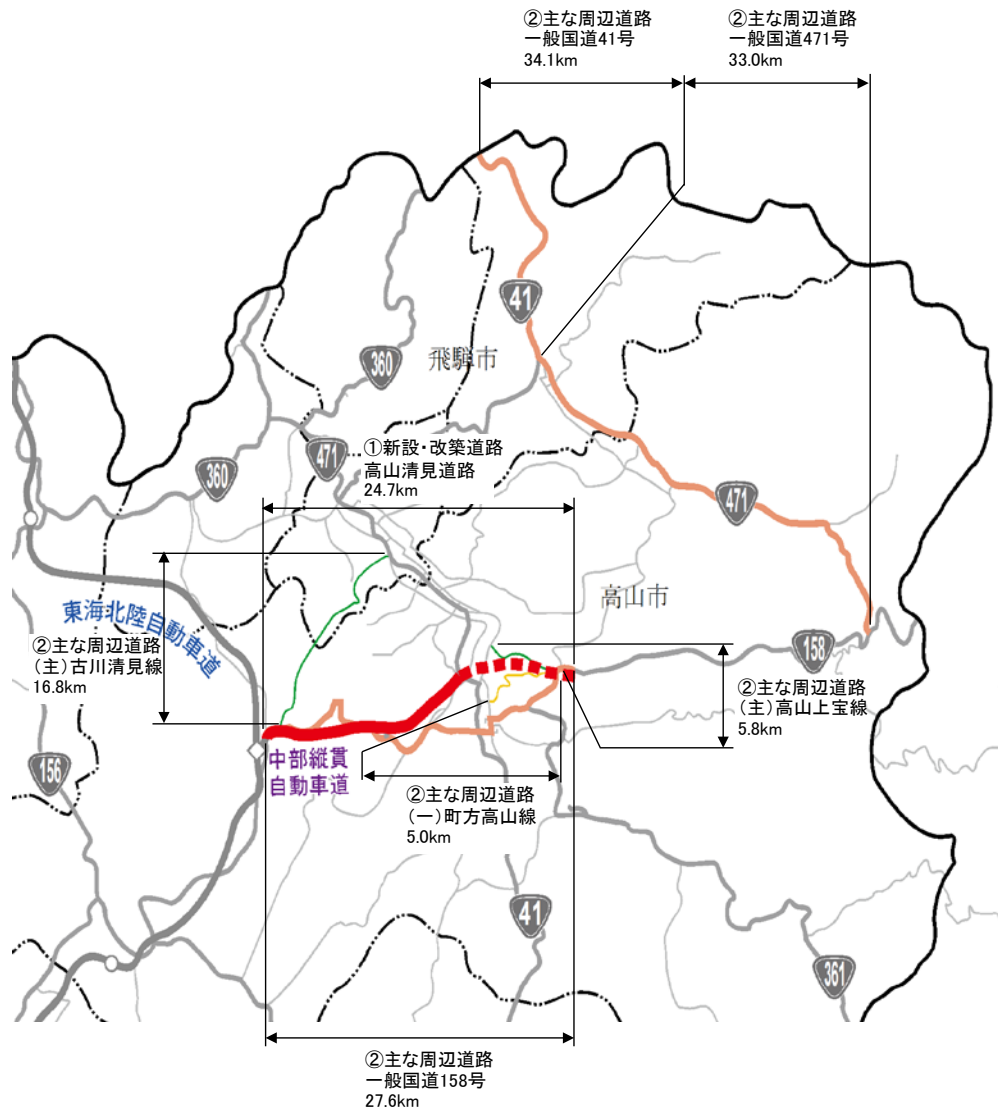 ②主な周辺道路
一般国道41号
34.1km
②主な周辺道路
一般国道471号
33.0km
41
360
飛騨市
①新設・改築道路
高山清見道路
24.7km
471
360
471
高山市
東海北陸自動車道
②主な周辺道路
(主)古川清見線
16.8km
158
②主な周辺道路
(主)高山上宝線
5.8km
中部縦貫
自動車道
156
②主な周辺道路
(一)町方高山線
5.0km
41
361
②主な周辺道路
一般国道158号
27.6km